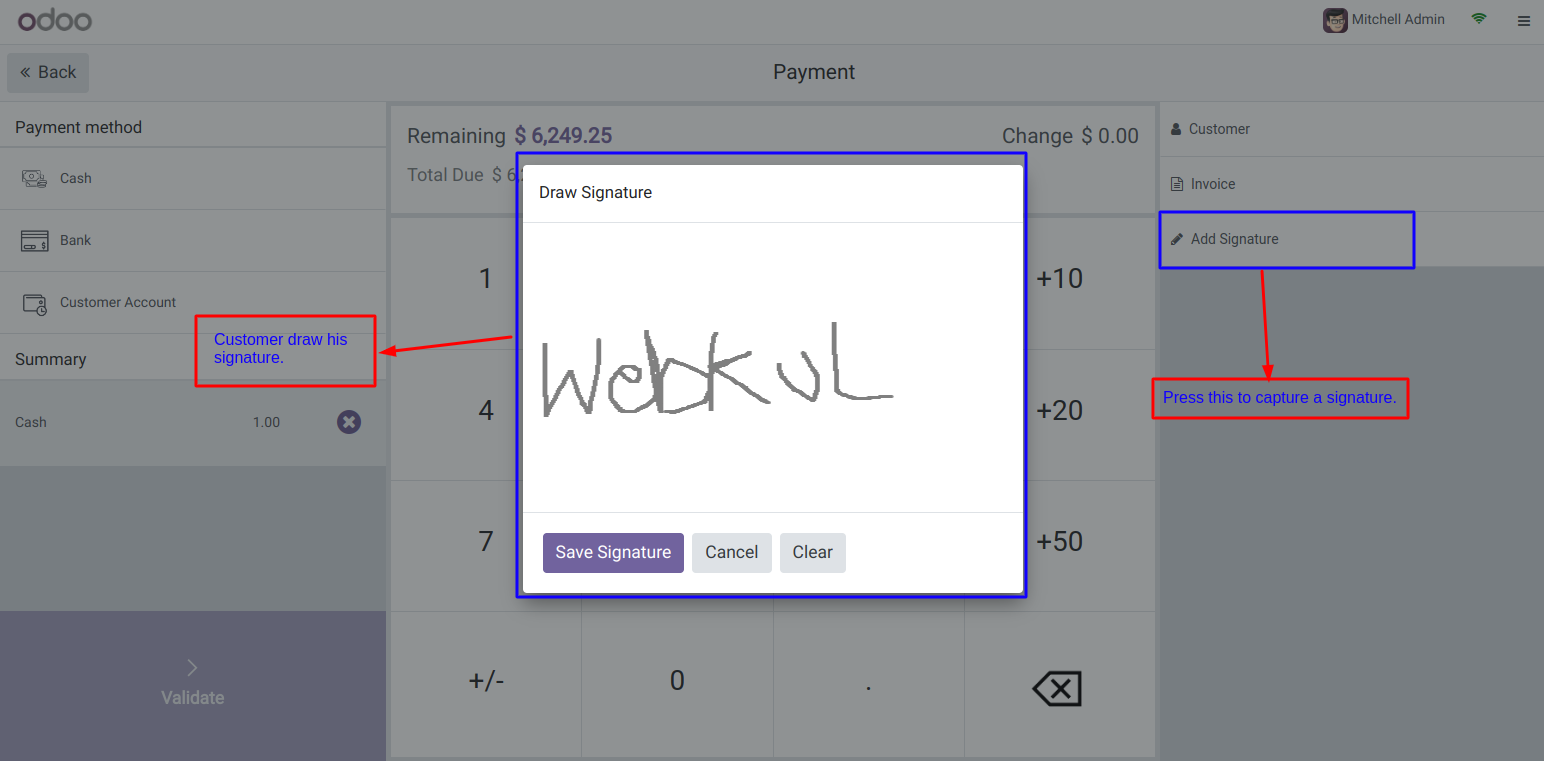 odoo
Mitchell Admin
Back
Payment
Payment method
Cash
Bank
Customer Account
Summary
Cash 1.00
Validate
Remaining $ 6,249.25
Change $ 0.00
Total Due $ 6,
Draw Signature
Webkul
Save Signature Cancel Clear
1 +10
4 +20
7 +50
+/- 0 .
Customer
Invoice
Add Signature
Customer draw his
signature.
Press this to capture a signature.